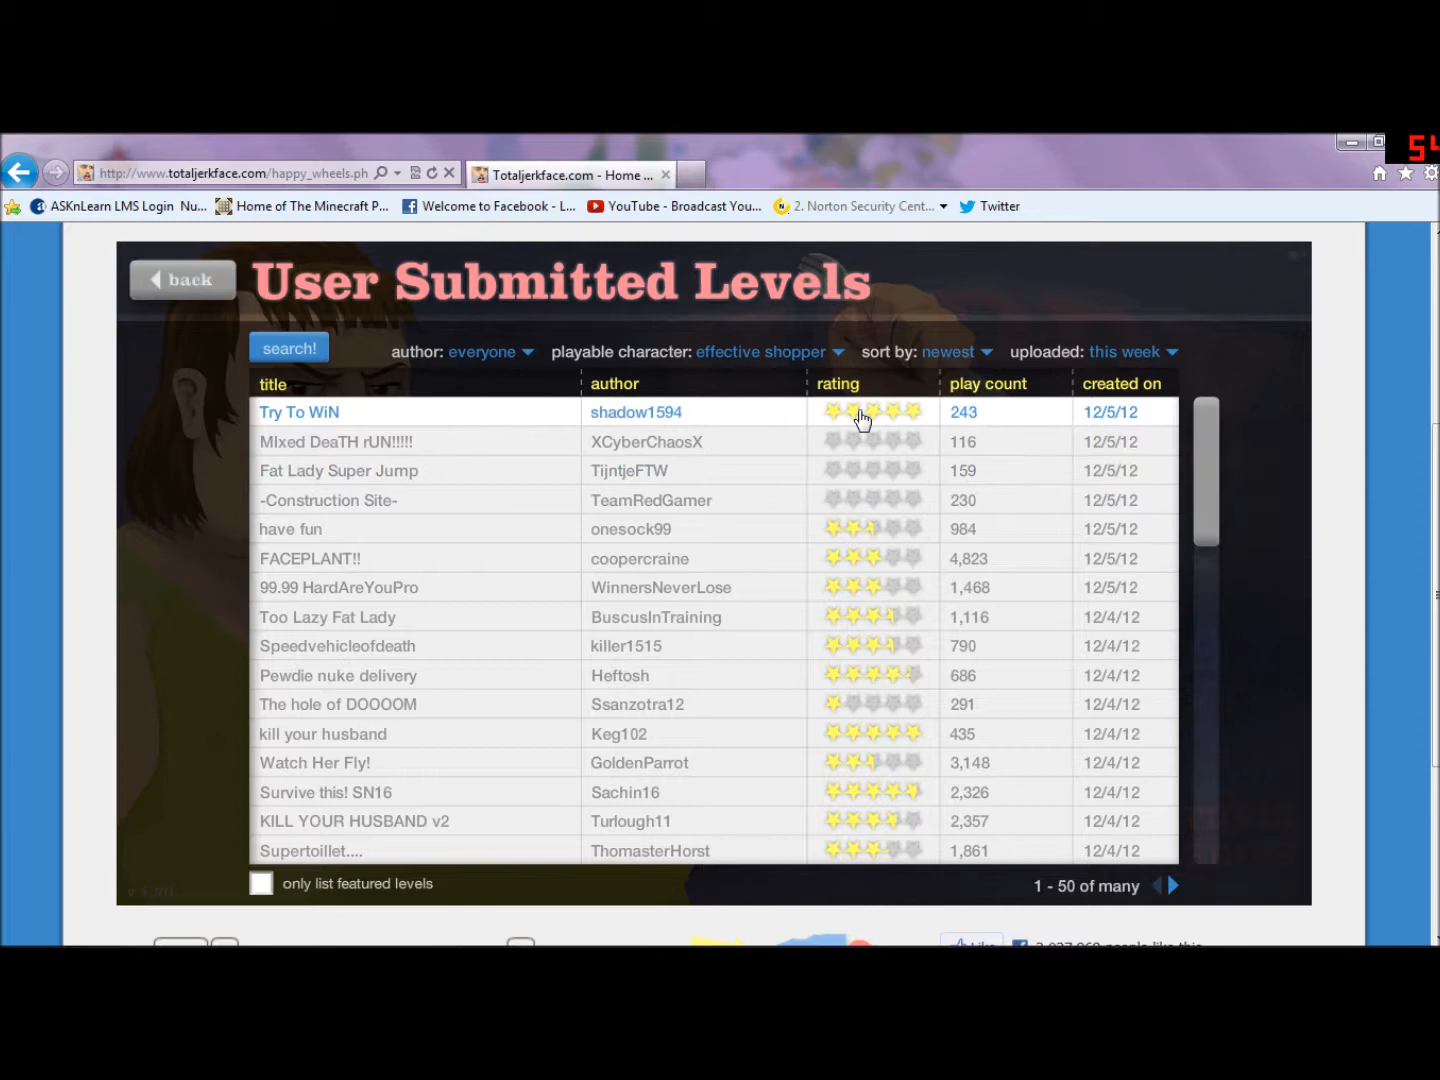 54
http://www.totaljerkface.com/happy_wheels.ph
Totaljerkface.com - Home ...
ASKnLearn LMS Login Nu...
Home of The Minecraft P...
Welcome to Facebook - L...
YouTube - Broadcast You...
2. Norton Security Cent...
Twitter
back
User Submitted Levels
search!
author: everyone
playable character: effective shopper
sort by: newest
uploaded: this week
title author rating play count created on
Try To WiN shadow1594 243 12/5/12
MIxed DeaTH rUN!!!!! XCyberChaosX 116 12/5/12
Fat Lady Super Jump TijntjeFTW 159 12/5/12
-Construction Site- TeamRedGamer 230 12/5/12
have fun onesock99 984 12/5/12
FACEPLANT!! coopercraine 4,823 12/5/12
99.99 HardAreYouPro WinnersNeverLose 1,468 12/5/12
Too Lazy Fat Lady BuscusInTraining 1,116 12/4/12
Speedvehicleofdeath killer1515 790 12/4/12
Pewdie nuke delivery Heftosh 686 12/4/12
The hole of DOOOOM Ssanzotra12 291 12/4/12
kill your husband Keg102 435 12/4/12
Watch Her Fly! GoldenParrot 3,148 12/4/12
Survive this! SN16 Sachin16 2,326 12/4/12
KILL YOUR HUSBAND v2 Turlough11 2,357 12/4/12
Supertoillet.... ThomasterHorst 1,861 12/4/12
only list featured levels
1 - 50 of many